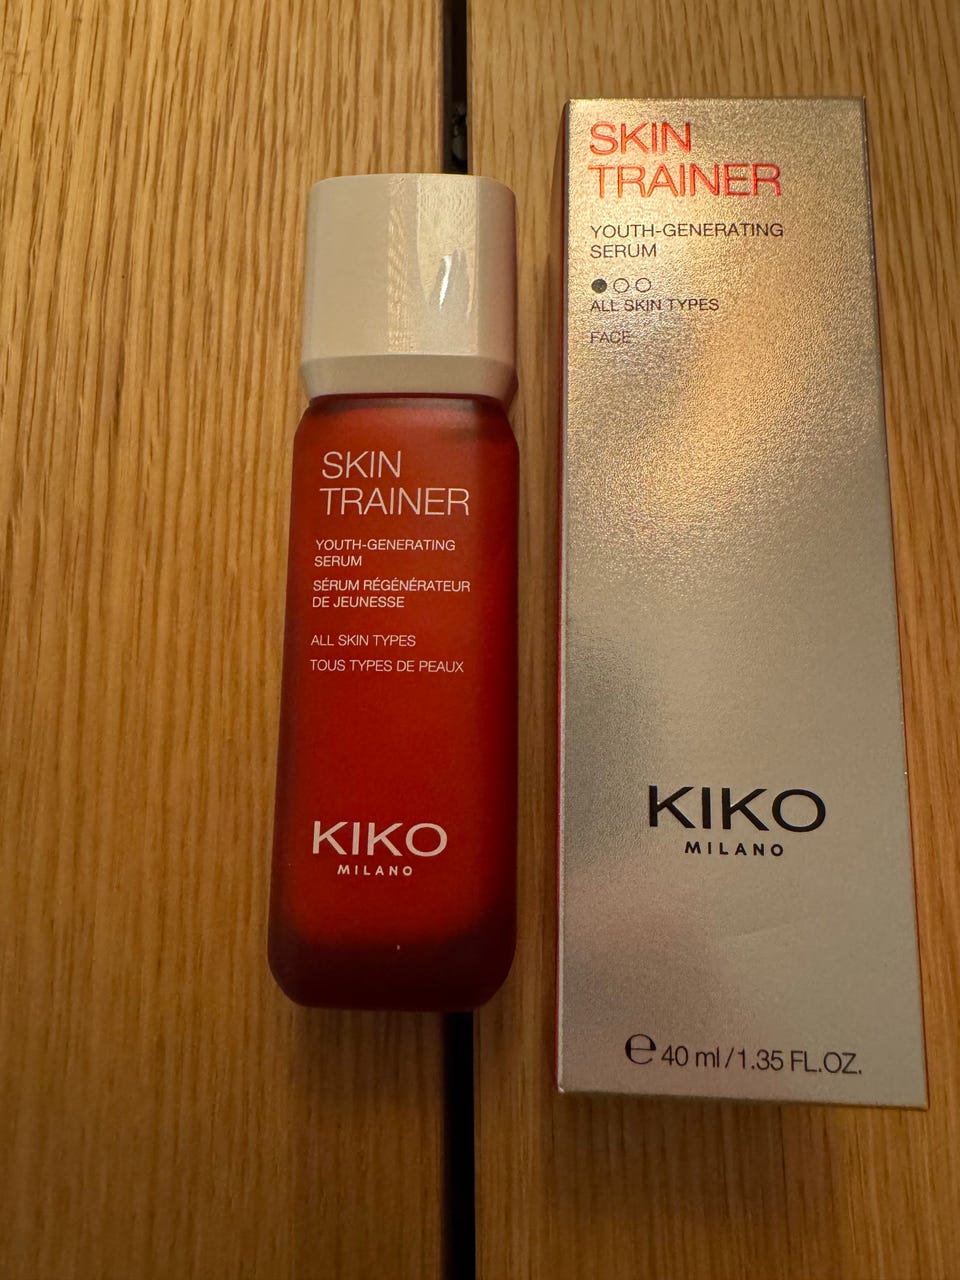 SKIN
TRAINER
YOUTH-GENERATING
SERUM
SÉRUM RÉGÉNÉRATEUR
DE JEUNESSE
ALL SKIN TYPES
TOUS TYPES DE PEAUX
KIKO
MILANO
SKIN
TRAINER
YOUTH-GENERATING
SERUM
ALL SKIN TYPES
FACE
KIKO
MILANO
℮ 40 ml / 1.35 FL.OZ.